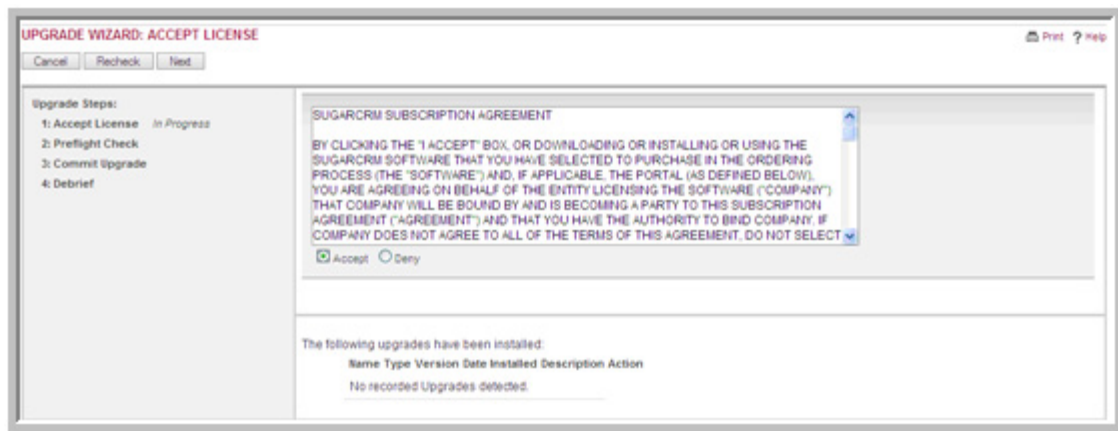 UPGRADE WIZARD: ACCEPT LICENSE
Print ? Help
Cancel Recheck Next
Upgrade Steps:
1: Accept License In Progress
2: Preflight Check
3: Commit Upgrade
4: Debrief
SUGARCRM SUBSCRIPTION AGREEMENT
BY CLICKING THE "I ACCEPT" BOX, OR DOWNLOADING OR INSTALLING OR USING THE
SUGARCRM SOFTWARE THAT YOU HAVE SELECTED TO PURCHASE IN THE ORDERING
PROCESS (THE "SOFTWARE") AND, IF APPLICABLE, THE PORTAL (AS DEFINED BELOW),
YOU ARE AGREEING ON BEHALF OF THE ENTITY LICENSING THE SOFTWARE ("COMPANY")
THAT COMPANY WILL BE BOUND BY AND IS BECOMING A PARTY TO THIS SUBSCRIPTION
AGREEMENT ("AGREEMENT") AND THAT YOU HAVE THE AUTHORITY TO BIND COMPANY. IF
COMPANY DOES NOT AGREE TO ALL OF THE TERMS OF THIS AGREEMENT, DO NOT SELECT
Accept Deny
The following upgrades have been installed:
Name Type Version Date Installed Description Action
No recorded Upgrades detected.